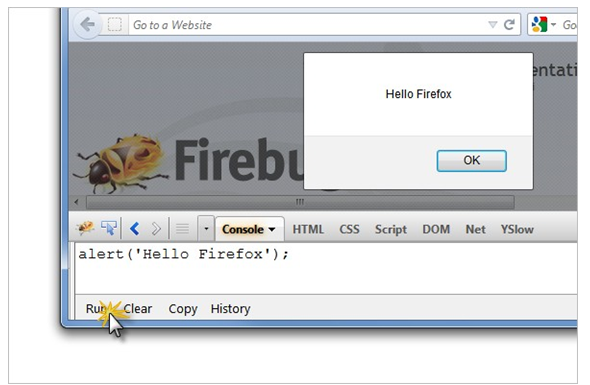 Go to a Website
Goo
entati
Hello Firefox
Firebu
OK
Console HTML CSS Script DOM Net YSlow
alert('Hello Firefox');
Run Clear Copy History